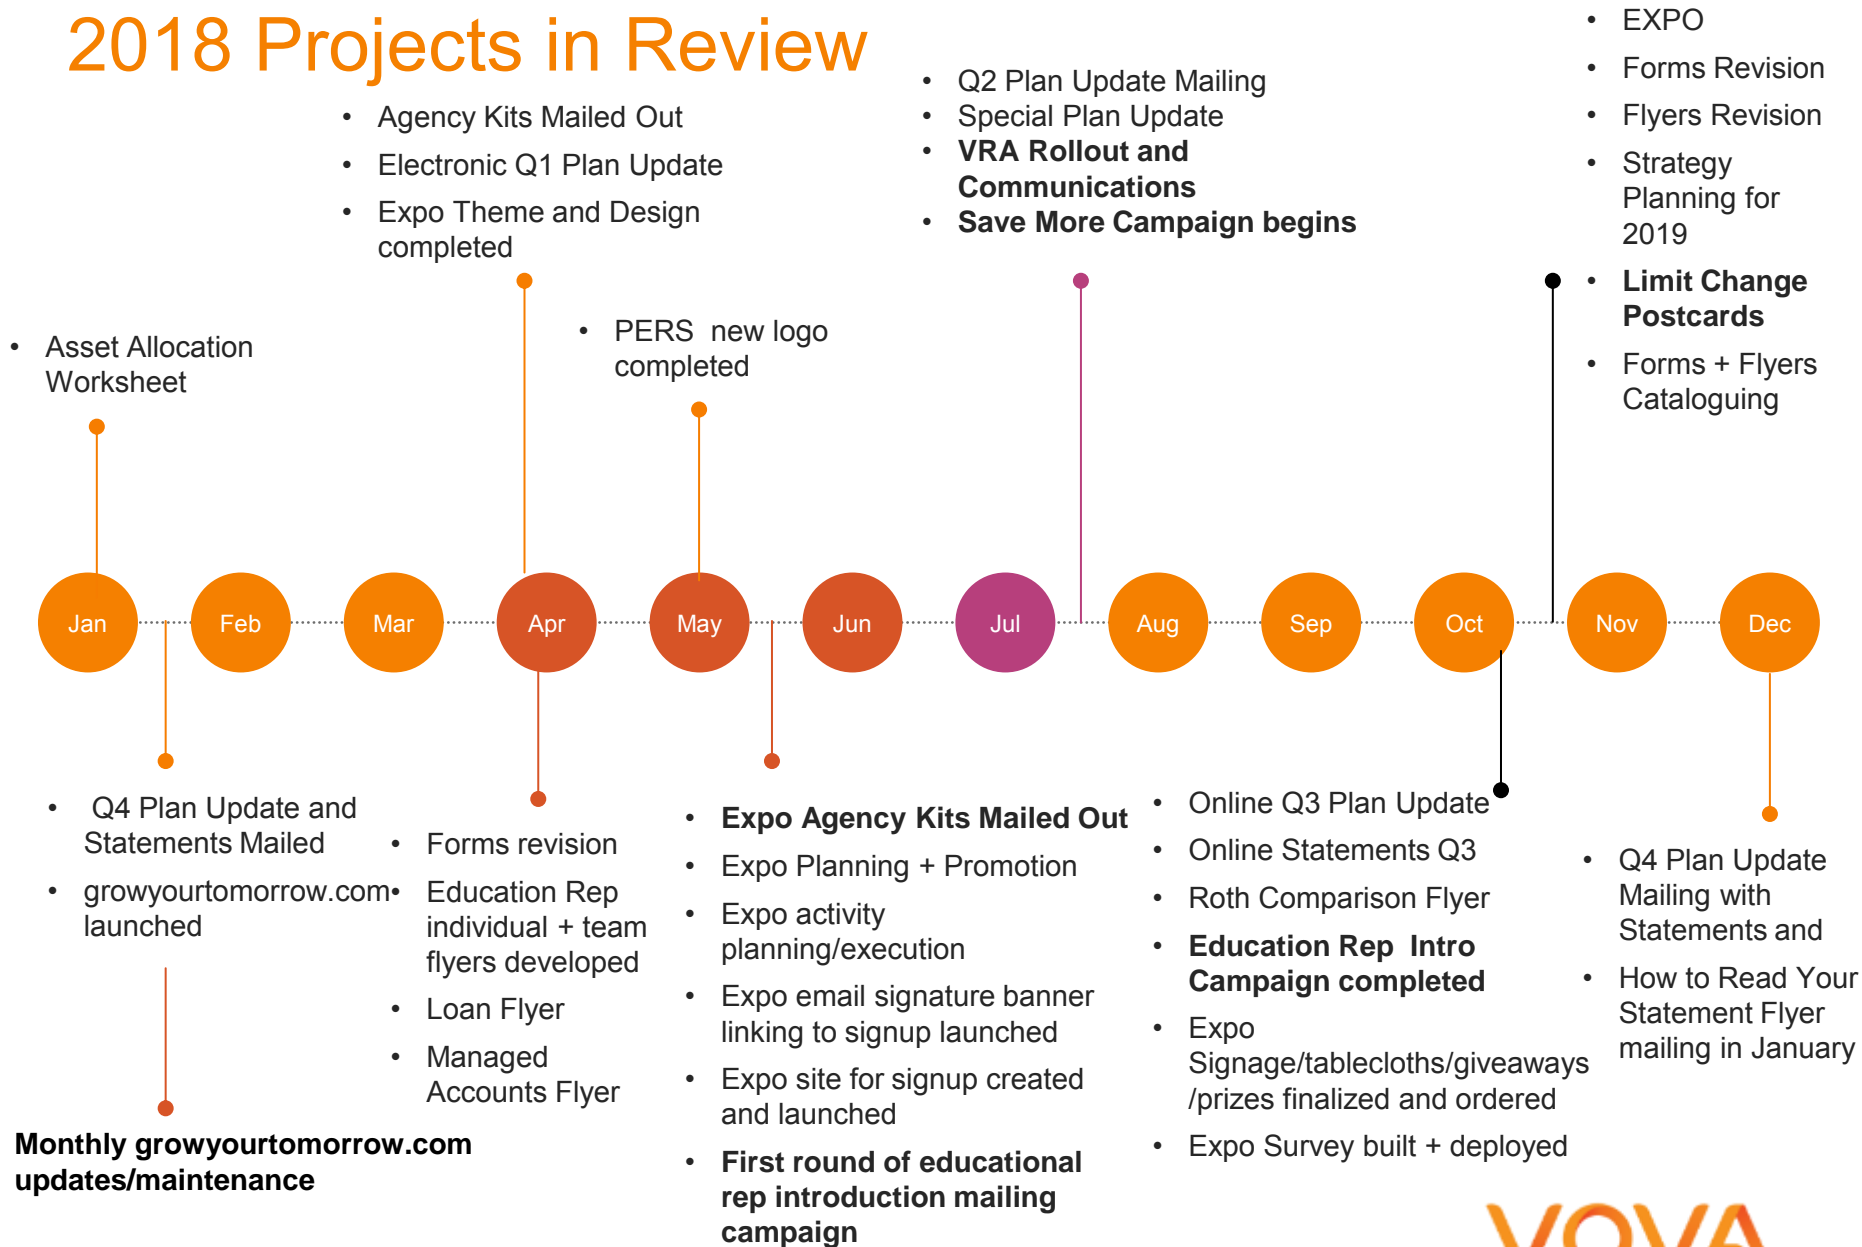 2018 Projects in Review
• Asset Allocation
Worksheet
• Agency Kits Mailed Out
• Electronic Q1 Plan Update
• Expo Theme and Design
completed
• PERS  new logo
completed
• Q2 Plan Update Mailing
• Special Plan Update
• VRA Rollout and
Communications
• Save More Campaign begins
• EXPO
• Forms Revision
• Flyers Revision
• Strategy
Planning for
2019
• Limit Change
Postcards
• Forms + Flyers
Cataloguing
Jan
Feb
Mar
Apr
May
Jun
Jul
Aug
Sep
Oct
Nov
Dec
• Q4 Plan Update and
Statements Mailed
• growyourtomorrow.com
launched
Monthly growyourtomorrow.com
updates/maintenance
• Forms revision
• Education Rep
individual + team
flyers developed
• Loan Flyer
• Managed
Accounts Flyer
• Expo Agency Kits Mailed Out
• Expo Planning + Promotion
• Expo activity
planning/execution
• Expo email signature banner
linking to signup launched
• Expo site for signup created
and launched
• First round of educational
rep introduction mailing
campaign
• Online Q3 Plan Update
• Online Statements Q3
• Roth Comparison Flyer
• Education Rep  Intro
Campaign completed
• Expo
Signage/tablecloths/giveaways
/prizes finalized and ordered
• Expo Survey built + deployed
• Q4 Plan Update
Mailing with
Statements and
• How to Read Your
Statement Flyer
mailing in January
VOYA